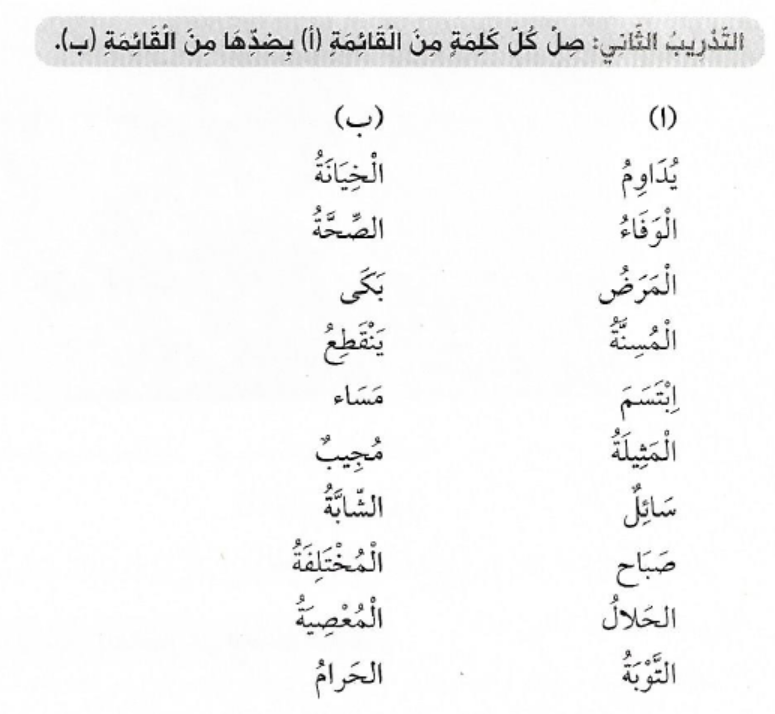 التَّدْرِيبُ الثَّانِي: صِلْ كُلّ كَلِمَةٍ مِنَ الْقَائِمَةِ (أ) بِضِدِّهَا مِنَ الْقَائِمَةِ (ب).
(ا) (ب)
يُدَاوِمُ الْخِيَانَةُ
الْوَفَاءُ الصِّحَّةُ
الْمَرَضُ بَكَى
الْمُسِنَّةُ يَنْقَطِعُ
اِبْتَسَمَ مَسَاء
الْمَثِيلَةُ مُجِيبٌ
سَائِلٌ الشّابَّةُ
صَبَاح الْمُخْتَلِفَةُ
الحَلالُ الْمُعْصِيَةُ
التَّوْبَةُ الحَرامُ